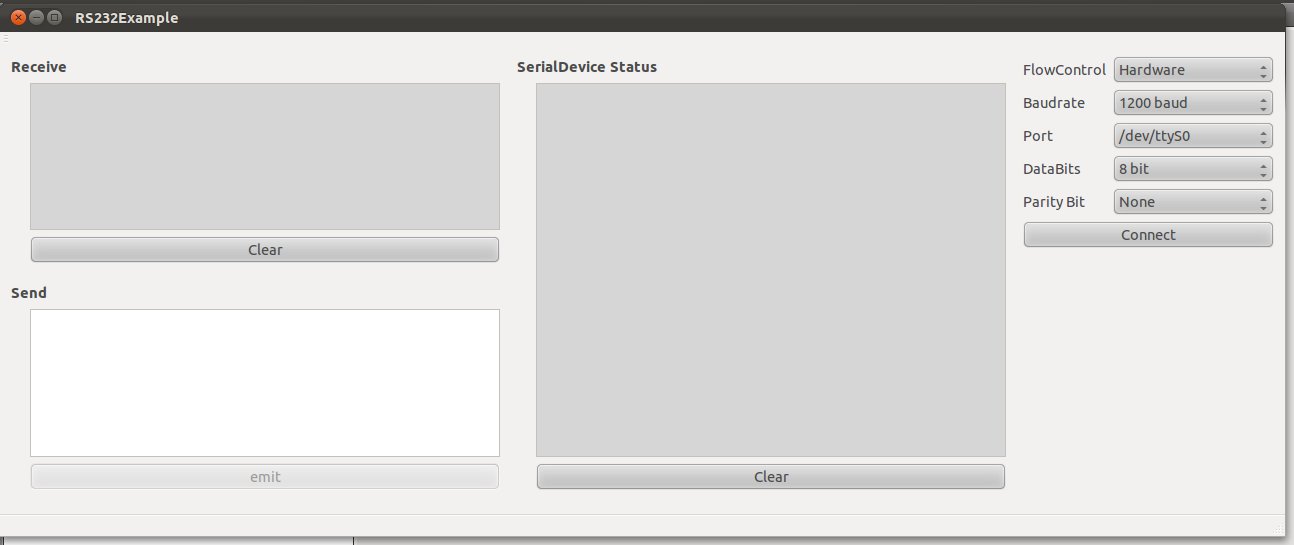 RS232Example
Receive
Clear
Send
emit
SerialDevice Status
Clear
FlowControl Hardware
Baudrate 1200 baud
Port /dev/ttyS0
DataBits 8 bit
Parity Bit None
Connect